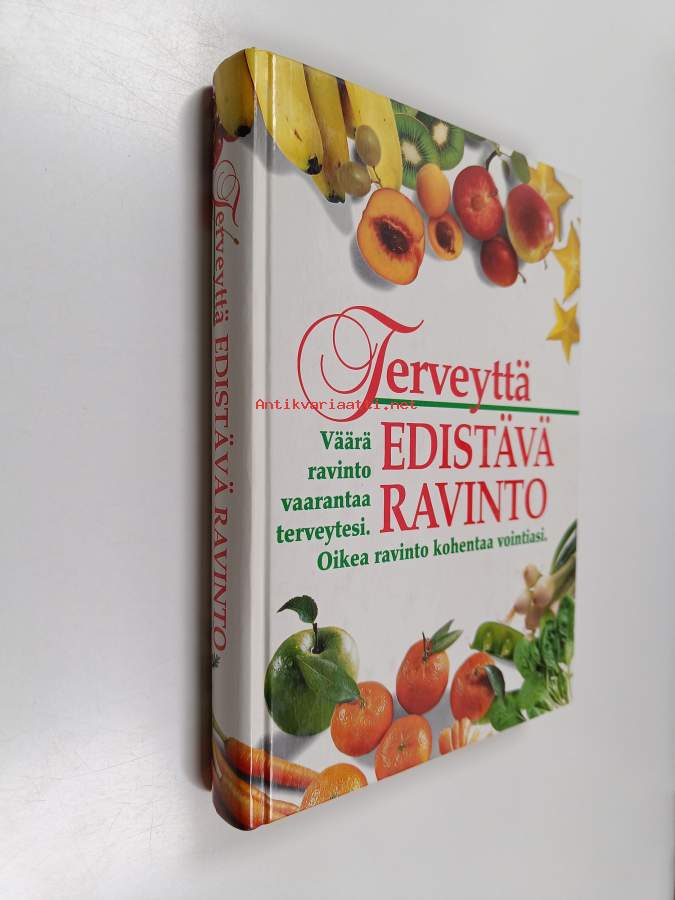 Terveyttä EDISTÄVÄ RAVINTO
Terveyttä
Antikvariaatti.net
EDISTÄVÄ
RAVINTO
Väärä
ravinto
vaarantaa
terveytesi.
Oikea ravinto kohentaa vointiasi.